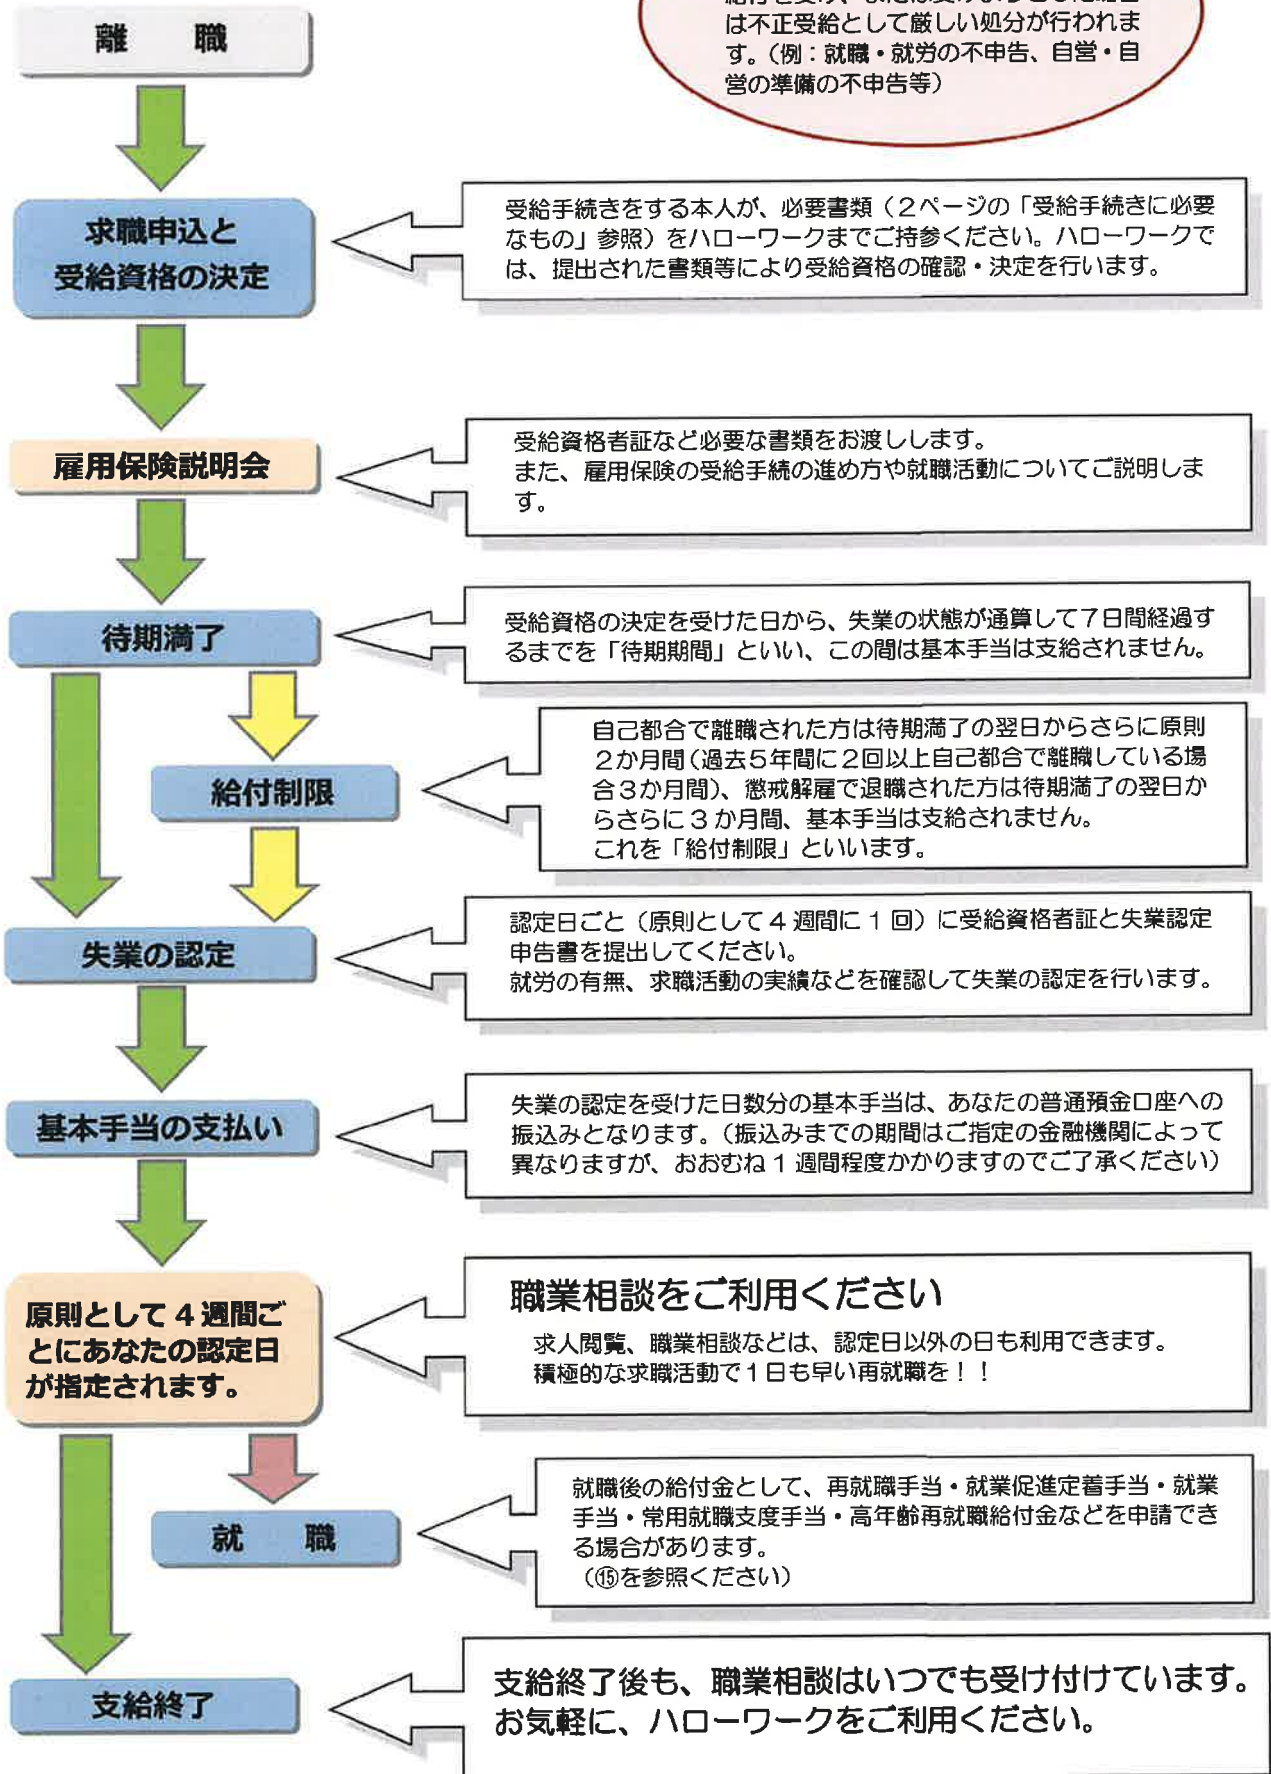 は不正受給として厳しい処分が行われま
す。（例：就職・就労の不申告、自営・自
営の準備の不申告等）
離　職
求職申込と
受給資格の決定
受給手続きをする本人が、必要書類（２ページの「受給手続きに必要
なもの」参照）をハローワークまでご持参ください。ハローワークで
は、提出された書類等により受給資格の確認・決定を行います。
雇用保険説明会
受給資格者証など必要な書類をお渡しします。
また、雇用保険の受給手続の進め方や就職活動についてご説明しま
す。
待期満了
受給資格の決定を受けた日から、失業の状態が通算して７日間経過す
るまでを「待期期間」といい、この間は基本手当は支給されません。
給付制限
自己都合で離職された方は待期満了の翌日からさらに原則
２か月間（過去５年間に２回以上自己都合で離職している場
合３か月間）、懲戒解雇で退職された方は待期満了の翌日か
らさらに３か月間、基本手当は支給されません。
これを「給付制限」といいます。
失業の認定
認定日ごと（原則として４週間に１回）に受給資格者証と失業認定
申告書を提出してください。
就労の有無、求職活動の実績などを確認して失業の認定を行います。
基本手当の支払い
失業の認定を受けた日数分の基本手当は、あなたの普通預金口座への
振込みとなります。（振込みまでの期間はご指定の金融機関によって
異なりますが、おおむね１週間程度かかりますのでご了承ください）
原則として４週間ご
とにあなたの認定日
が指定されます。
職業相談をご利用ください
求人閲覧、職業相談などは、認定日以外の日も利用できます。
積極的な求職活動で１日も早い再就職を！！
就　職
就職後の給付金として、再就職手当・就業促進定着手当・就業
手当・常用就職支度手当・高年齢再就職給付金などを申請でき
る場合があります。
（⑮を参照ください）
支給終了
支給終了後も、職業相談はいつでも受け付けています。
お気軽に、ハローワークをご利用ください。